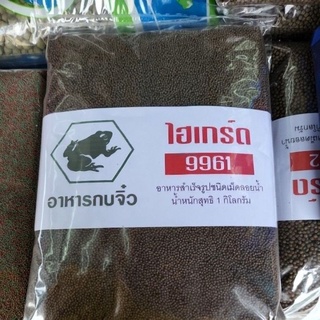 ไฮเกร์ด
9961
อาหารสำเร็จรูปชนิดเม็ดลอยน้ำ
น้ำหนักสุทธิ 1 กิโลกรัม
อาหารกบจิ๋ว